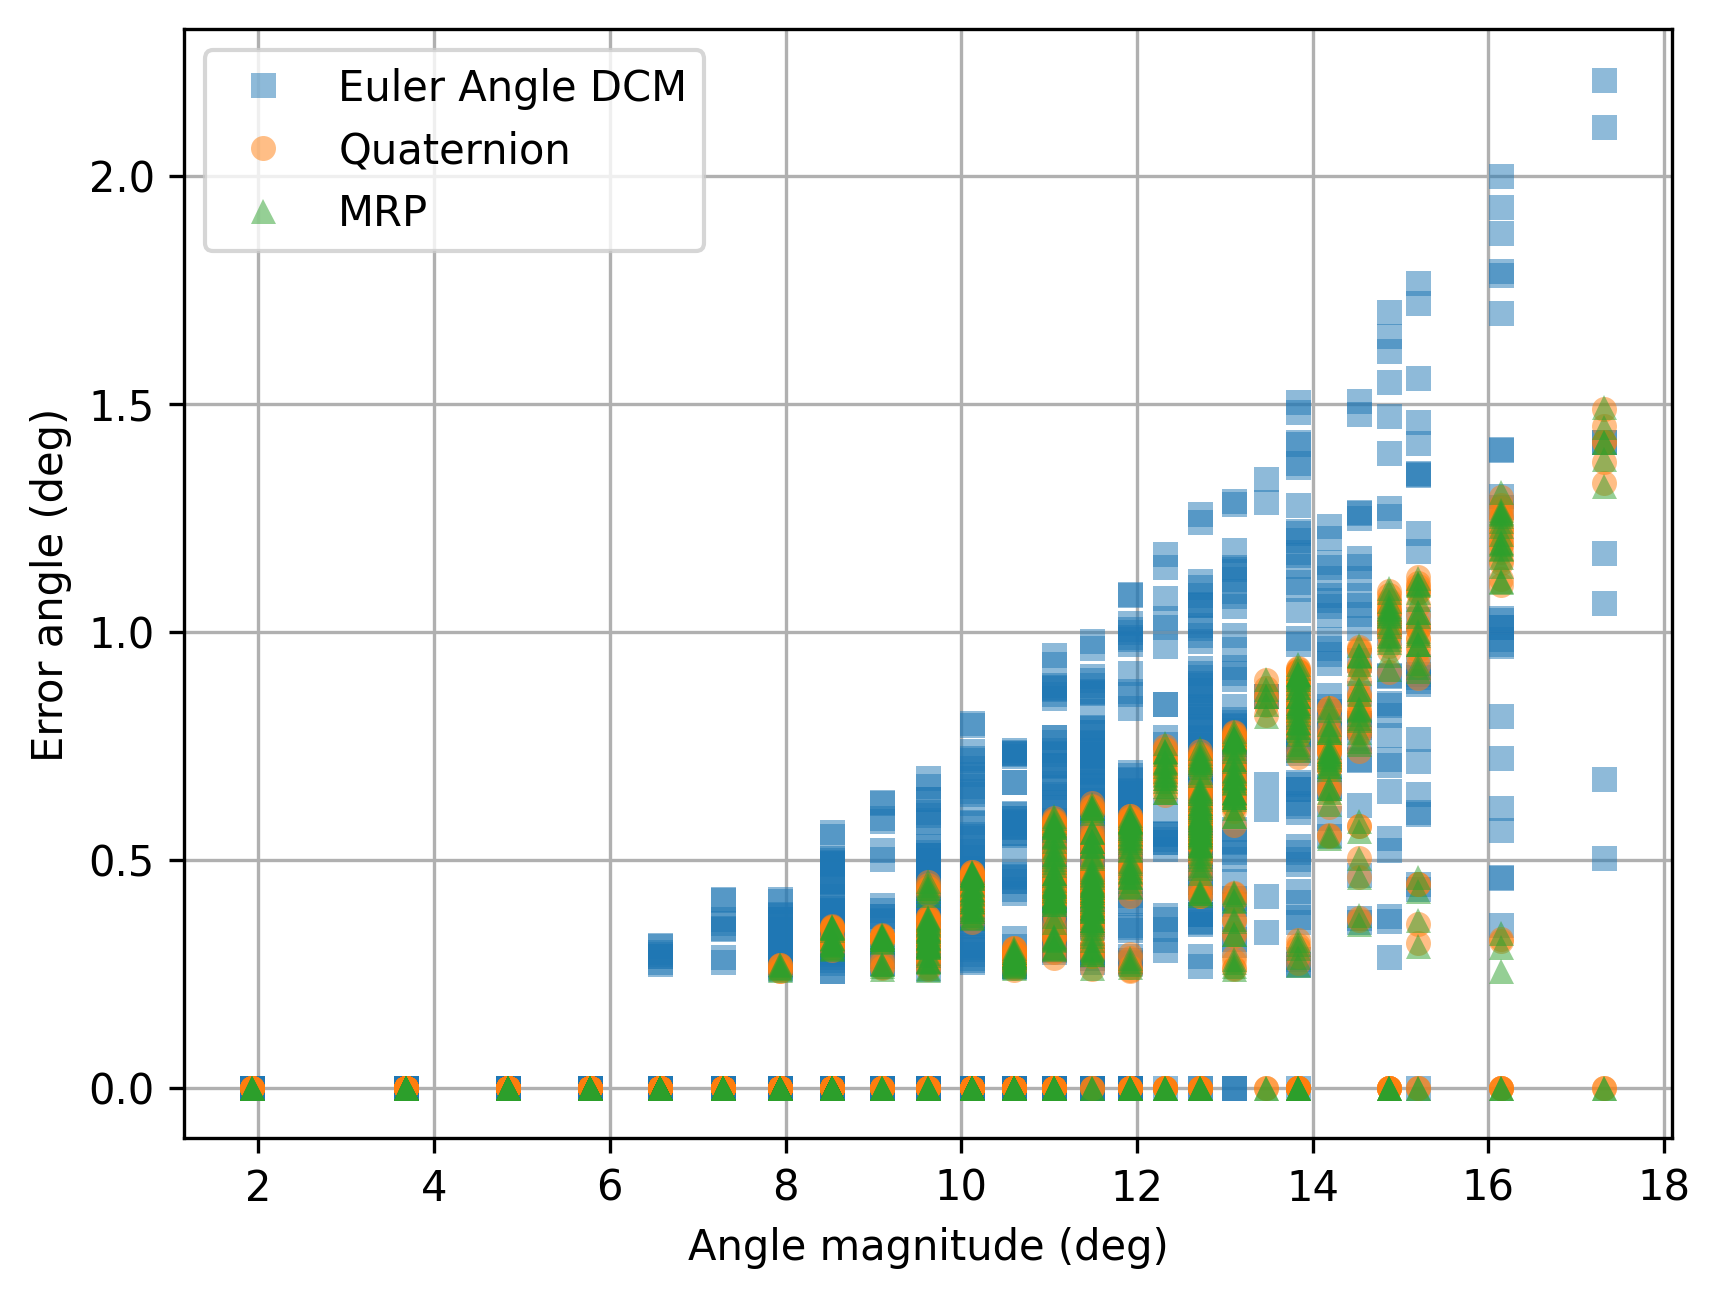 Euler Angle DCM
Quaternion
MRP
2.0
1.5
1.0
0.5
0.0
Error angle (deg)
2 4 6 8 10 12 14 16 18
Angle magnitude (deg)